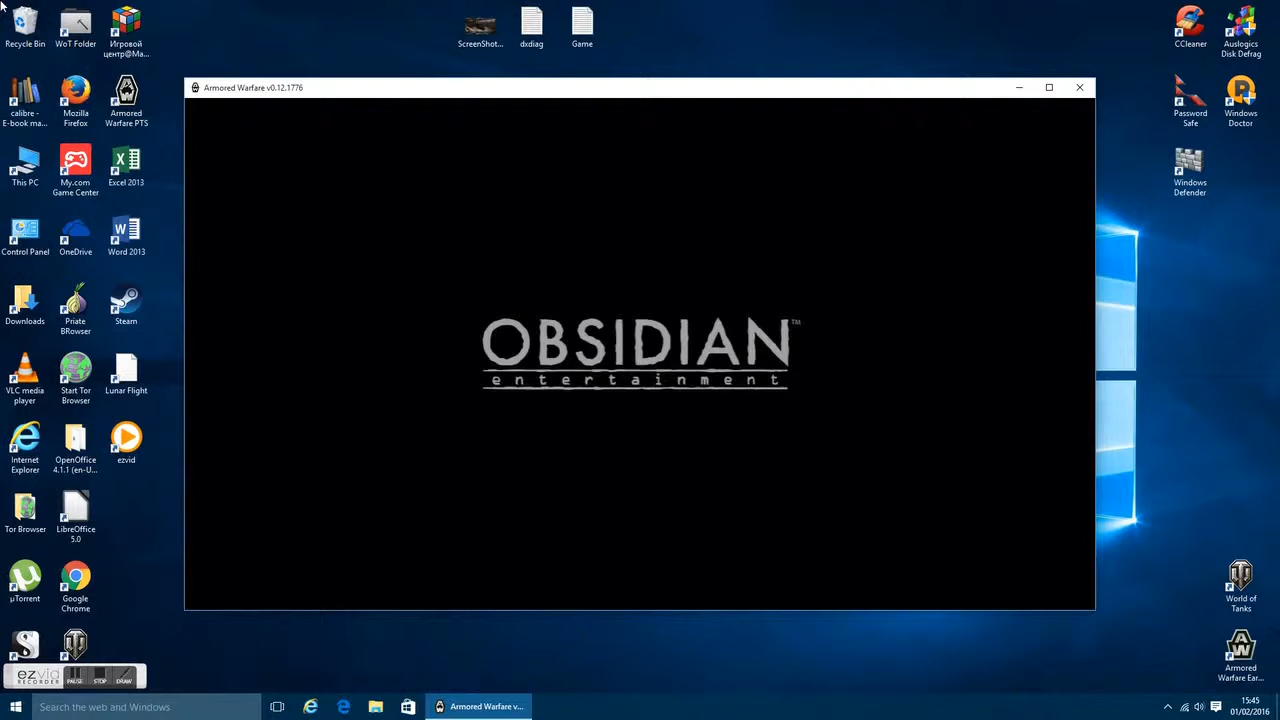 Recycle Bin
WoT Folder
Игровой
центр@Ma...
ScreenShot...
dxdiag
Game
CCleaner
Auslogics
Disk Defrag
Armored Warfare v0.12.1776
calibre -
E-book ma...
Mozilla
Firefox
Armored
Warfare PTS
Password
Safe
Windows
Doctor
This PC
My.com
Game Center
Excel 2013
Windows
Defender
Control Panel
OneDrive
Word 2013
Downloads
Priate
BRowser
Steam
OBSIDIAN™
entertainment
VLC media
player
Start Tor
Browser
Lunar Flight
Internet
Explorer
OpenOffice
4.1.1 (en-U...
ezvid
Tor Browser
LibreOffice
5.0
µTorrent
Google
Chrome
World of
Tanks
ezvid
RECORDER
PAUSE
STOP
DRAW
AW
Armored
Warfare Ear...
Search the web and Windows
Armored Warfare v...
15:45
01/02/2016